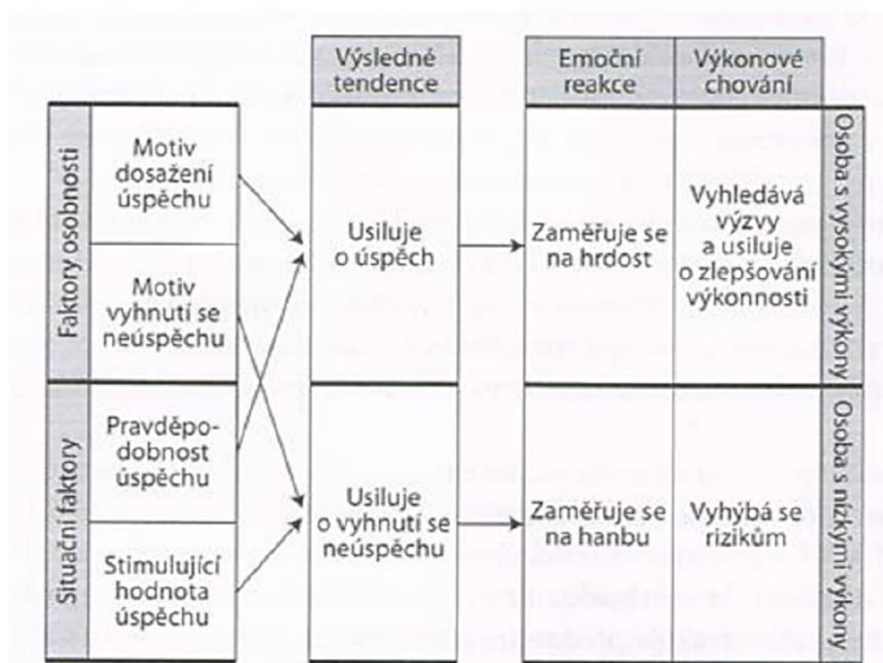 Výsledné
tendence
Emoční
reakce
Výkonové
chování
Faktory osobnosti
Motiv
dosažení
úspěchu
Motiv
vyhnutí se
neúspěchu
Usiluje
o úspěch
Zaměřuje se
na hrdost
Vyhledává
výzvy
a usiluje
o zlepšování
výkonnosti
Osoba s vysokými výkony
Situační faktory
Pravděpo-
dobnost
úspěchu
Stimulující
hodnota
úspěchu
Usiluje
o vyhnutí se
neúspěchu
Zaměřuje se
na hanbu
Vyhýbá se
rizikům
Osoba s nízkými výkony